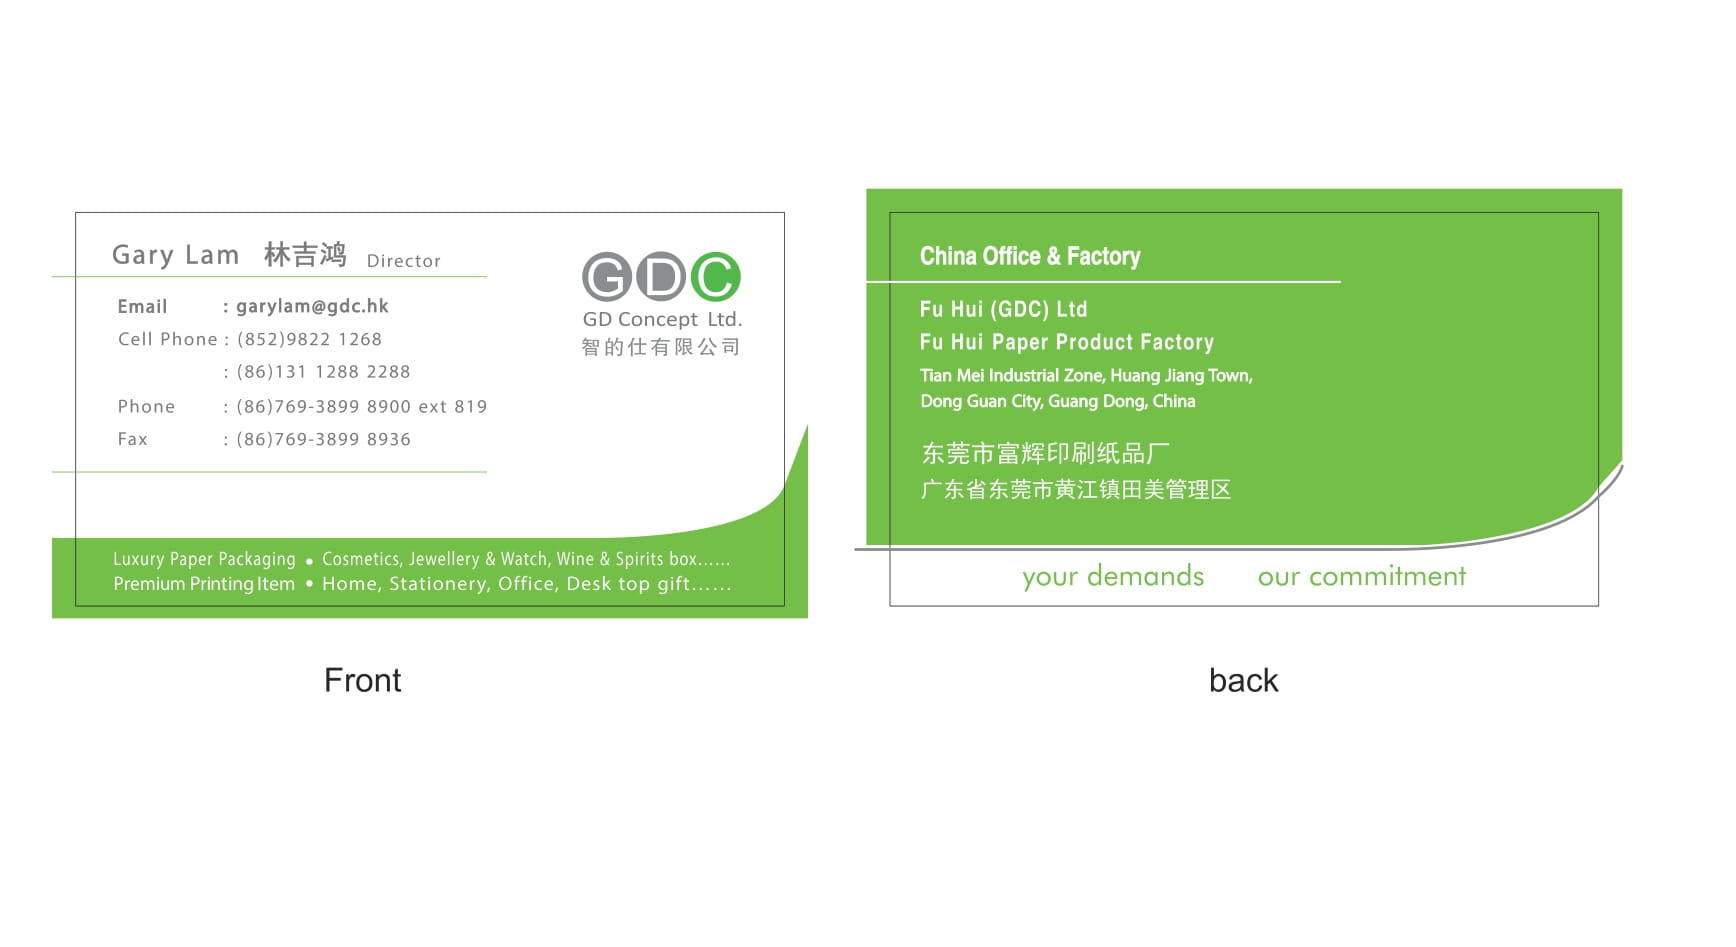 Gary Lam 林吉鸿 Director
Email : garylam@gdc.hk
Cell Phone : (852)9822 1268
: (86)131 1288 2288
Phone : (86)769-3899 8900 ext 819
Fax : (86)769-3899 8936
GDC
GD Concept Ltd.
智的仕有限公司
Luxury Paper Packaging • Cosmetics, Jewellery & Watch, Wine & Spirits box......
Premium Printing Item • Home, Stationery, Office, Desk top gift......
Front
China Office & Factory
Fu Hui (GDC) Ltd
Fu Hui Paper Product Factory
Tian Mei Industrial Zone, Huang Jiang Town,
Dong Guan City, Guang Dong, China
东莞市富辉印刷纸品厂
广东省东莞市黄江镇田美管理区
your demands our commitment
back